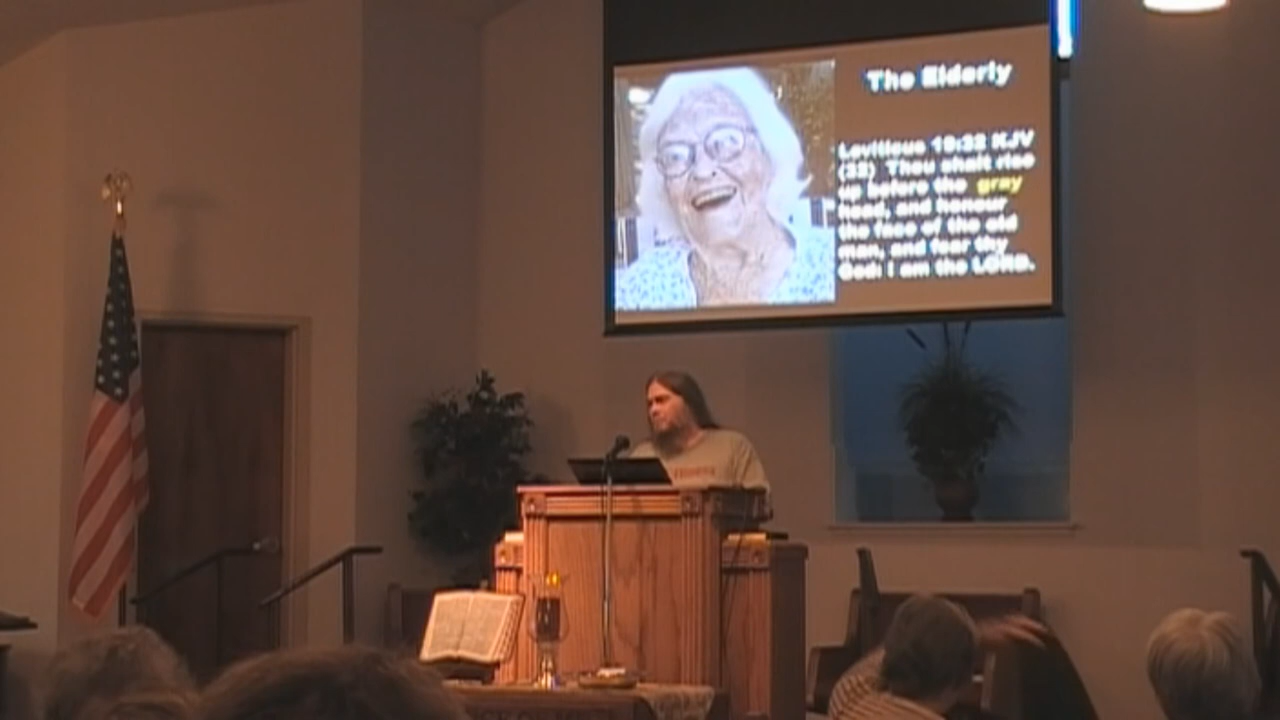 The Elderly
Leviticus 19:32 KJV
(32) Thou shalt rise
up before the gray
head, and honour
the face of the old
man, and fear thy
God: I am the LORD.